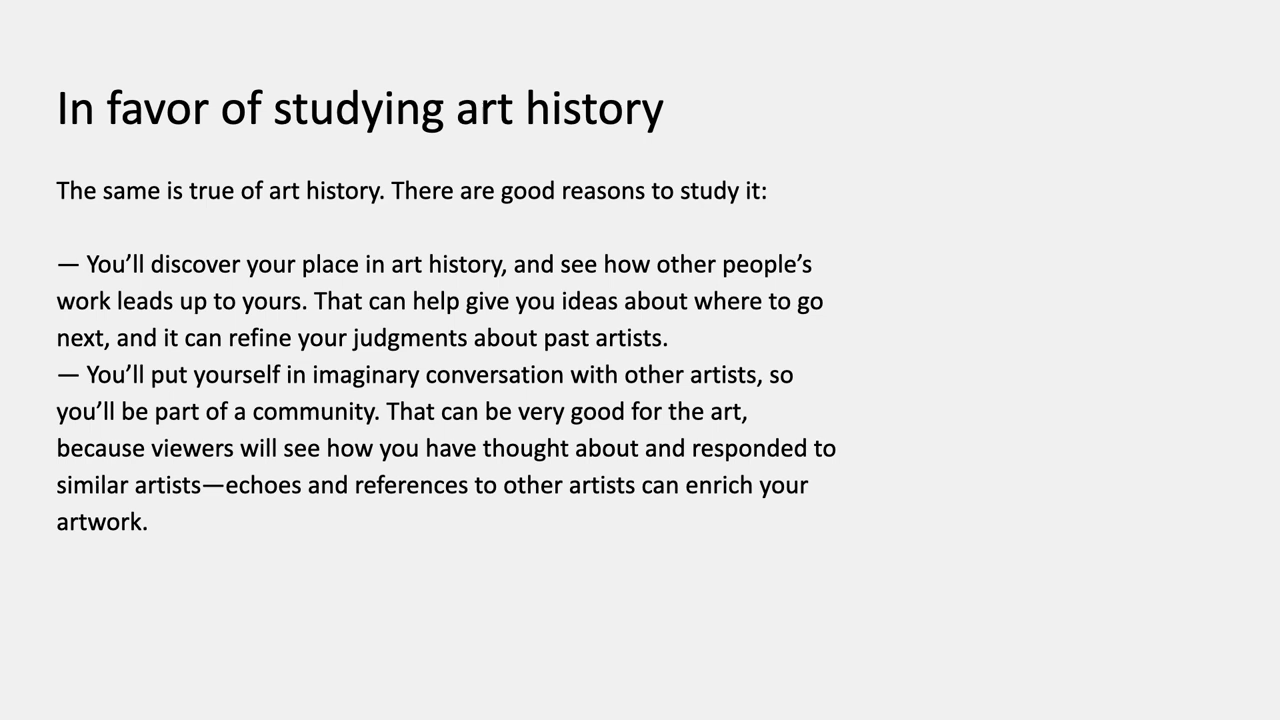 In favor of studying art history
The same is true of art history. There are good reasons to study it:
— You’ll discover your place in art history, and see how other people’s
work leads up to yours. That can help give you ideas about where to go
next, and it can refine your judgments about past artists.
— You’ll put yourself in imaginary conversation with other artists, so
you’ll be part of a community. That can be very good for the art,
because viewers will see how you have thought about and responded to
similar artists—echoes and references to other artists can enrich your
artwork.